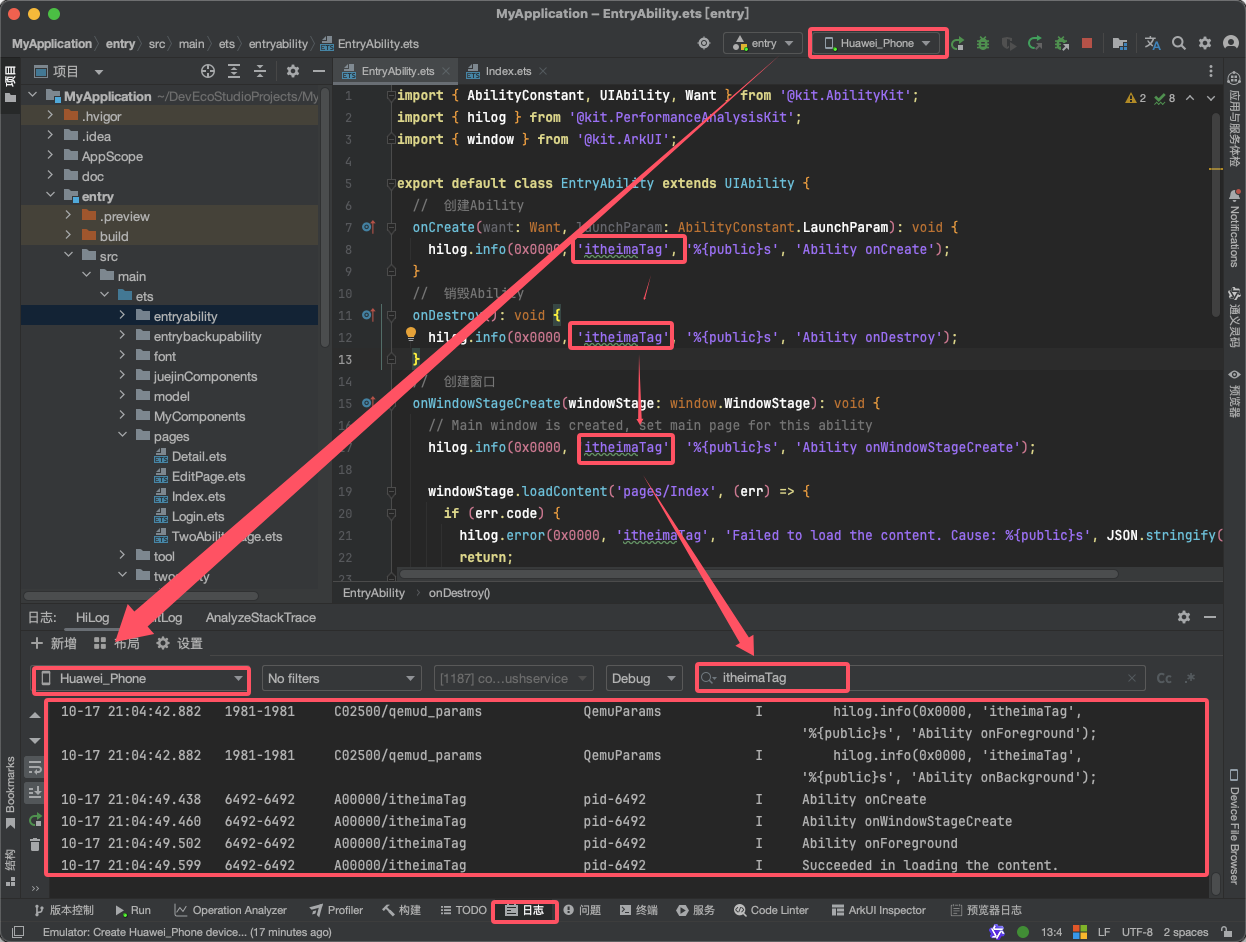 MyApplication – EntryAbility.ets [entry]
MyApplication entry src main ets entryability EntryAbility.ets
entry
Huawei_Phone
项目
项目
EntryAbility.ets
Index.ets
MyApplication ~/DevEcoStudioProjects/My
.hvigor
.idea
AppScope
doc
entry
.preview
build
src
main
ets
entryability
entrybackupability
font
juejinComponents
model
MyComponents
pages
Detail.ets
EditPage.ets
Index.ets
Login.ets
tool
1 import { AbilityConstant, UIAbility, Want } from '@kit.AbilityKit';
2 import { hilog } from '@kit.PerformanceAnalysisKit';
3 import { window } from '@kit.ArkUI';
4
5 export default class EntryAbility extends UIAbility {
6 // 创建Ability
7 onCreate(want: Want, launchParam: AbilityConstant.LaunchParam): void {
8 hilog.info(0x0000, 'itheimaTag', '%{public}s', 'Ability onCreate');
9 }
10 // 销毁Ability
11 onDestroy(): void {
12 hilog.info(0x0000, 'itheimaTag', '%{public}s', 'Ability onDestroy');
13 }
14 // 创建窗口
15 onWindowStageCreate(windowStage: window.WindowStage): void {
// Main window is created, set main page for this ability
hilog.info(0x0000, itheimaTag' '%{public}s', 'Ability onWindowStageCreate');
18
19 windowStage.loadContent('pages/Index', (err) => {
20 if (err.code) {
21 hilog.error(0x0000, 'itheimaTag', 'Failed to load the content. Cause: %{public}s', JSON.stringify(
22 return;
23
2 8
应用与服务体检
Notifications
通义灵码
预览器
EntryAbility onDestroy()
日志: HiLog AnalyzeStackTrace
新增 布局 设置
Huawei_Phone No filters [1187] co...ushservice Debug itheimaTag Cc .*
10-17 21:04:42.882 1981-1981 C02500/qemud_params QemuParams I hilog.info(0x0000, 'itheimaTag',
'%{public}s', 'Ability onForeground');
10-17 21:04:42.882 1981-1981 C02500/qemud_params QemuParams I hilog.info(0x0000, 'itheimaTag',
'%{public}s', 'Ability onBackground');
10-17 21:04:49.438 6492-6492 A00000/itheimaTag pid-6492 I Ability onCreate
10-17 21:04:49.460 6492-6492 A00000/itheimaTag pid-6492 I Ability onWindowStageCreate
10-17 21:04:49.502 6492-6492 A00000/itheimaTag pid-6492 I Ability onForeground
10-17 21:04:49.599 6492-6492 A00000/itheimaTag pid-6492 I Succeeded in loading the content.
Bookmarks
结构
Device File Browser
版本控制 Run Operation Analyzer Profiler 构建 TODO 日志 问题 终端 服务 Code Linter ArkUI Inspector 预览器日志
Emulator: Create Huawei_Phone device... (17 minutes ago) 13:4 LF UTF-8 2 spaces